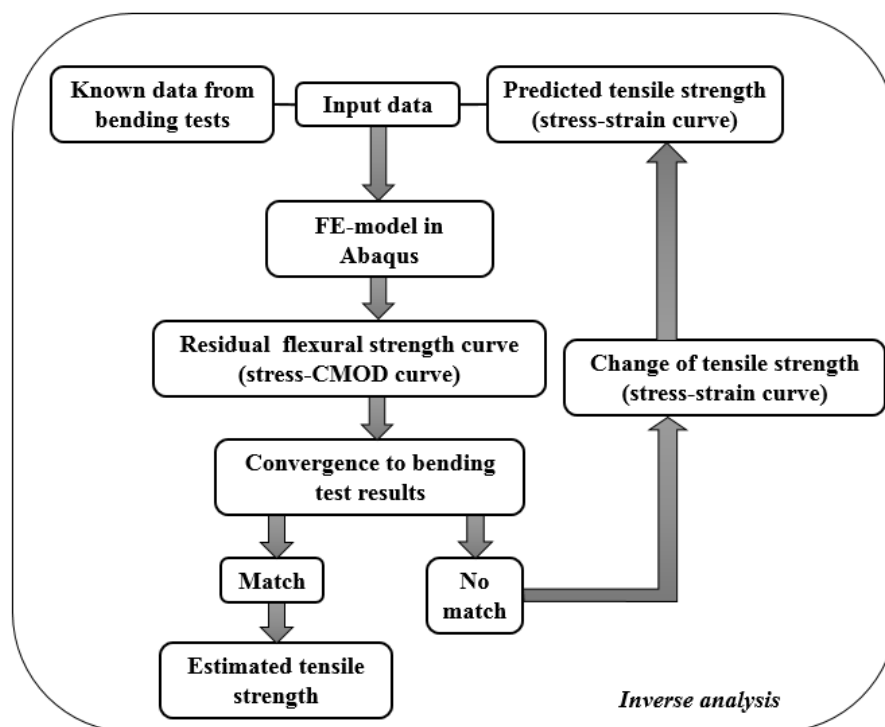 Known data from
bending tests
Input data
Predicted tensile strength
(stress-strain curve)
FE-model in
Abaqus
Residual flexural strength curve
(stress-CMOD curve)
Change of tensile strength
(stress-strain curve)
Convergence to bending
test results
Match
No
match
Estimated tensile
strength
Inverse analysis